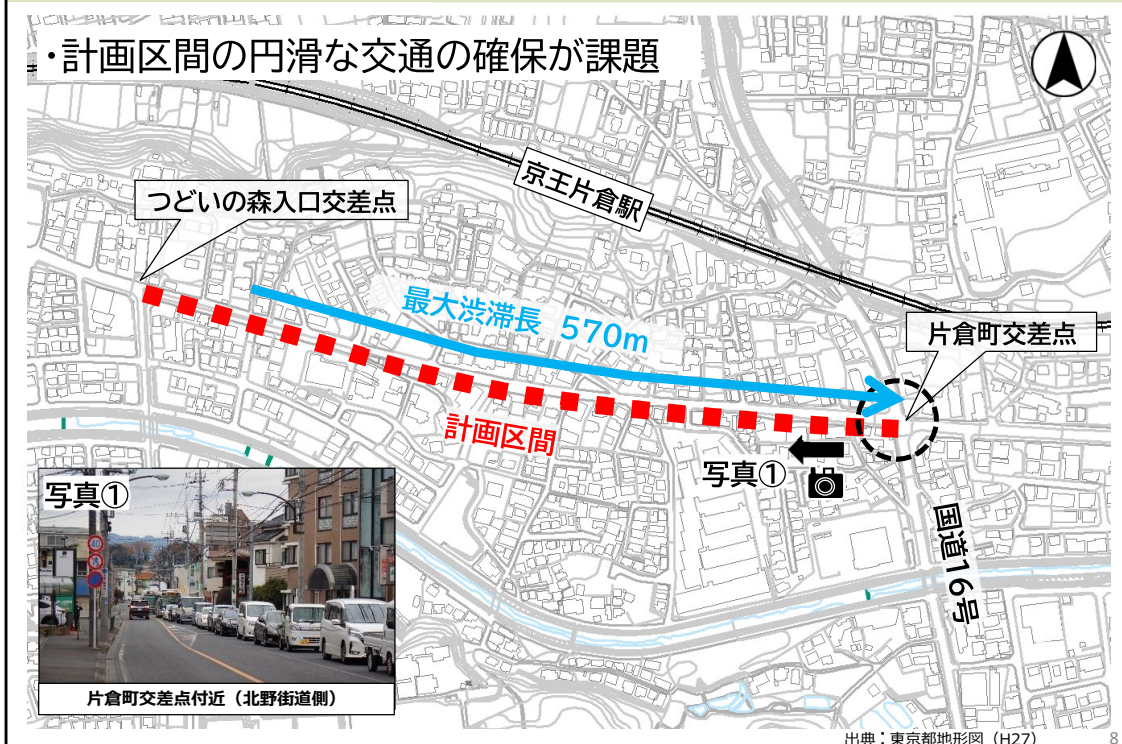 ・計画区間の円滑な交通の確保が課題
京王片倉駅
つどいの森入口交差点
最大渋滞長 570m
片倉町交差点
計画区間
写真①
写真①
40
国道16号
片倉町交差点付近（北野街道側）
出典：東京都地形図（H27）
8